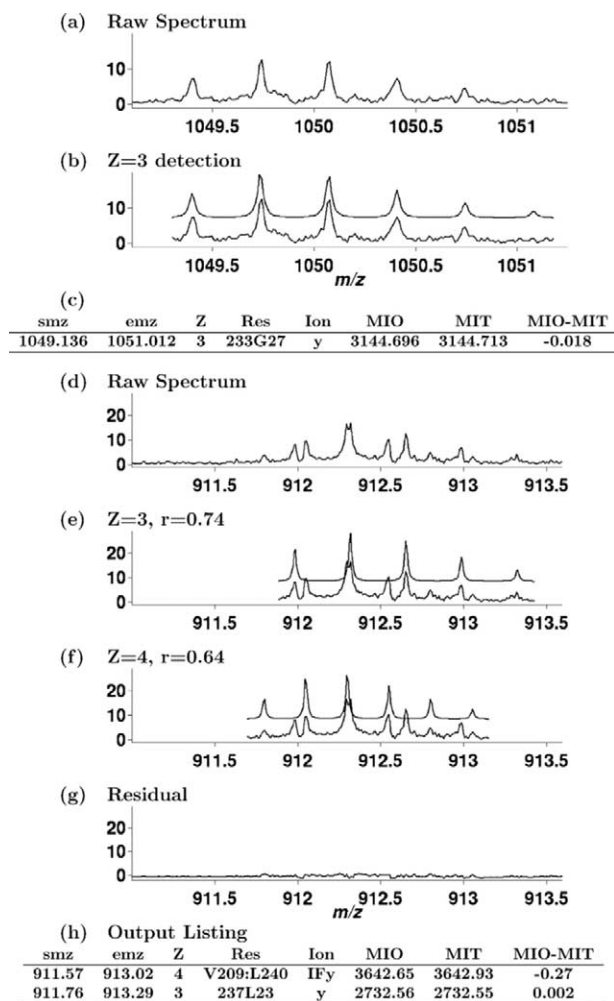 (a) Raw Spectrum
10
0
1049.5 1050 1050.5 1051
(b) Z=3 detection
10
0
1049.5 1050 1050.5 1051
m/z
(c)
smz emz Z Res Ion MIO MIT MIO-MIT
1049.136 1051.012 3 233G27 y 3144.696 3144.713 -0.018
(d) Raw Spectrum
20
10
0
911.5 912 912.5 913 913.5
(e) Z=3, r=0.74
20
10
0
911.5 912 912.5 913 913.5
(f) Z=4, r=0.64
20
10
0
911.5 912 912.5 913 913.5
(g) Residual
20
10
0
911.5 912 912.5 913 913.5
m/z
(h) Output Listing
smz emz Z Res Ion MIO MIT MIO-MIT
911.57 913.02 4 V209:L240 IFy 3642.65 3642.93 -0.27
911.76 913.29 3 237L23 y 2732.56 2732.55 0.002